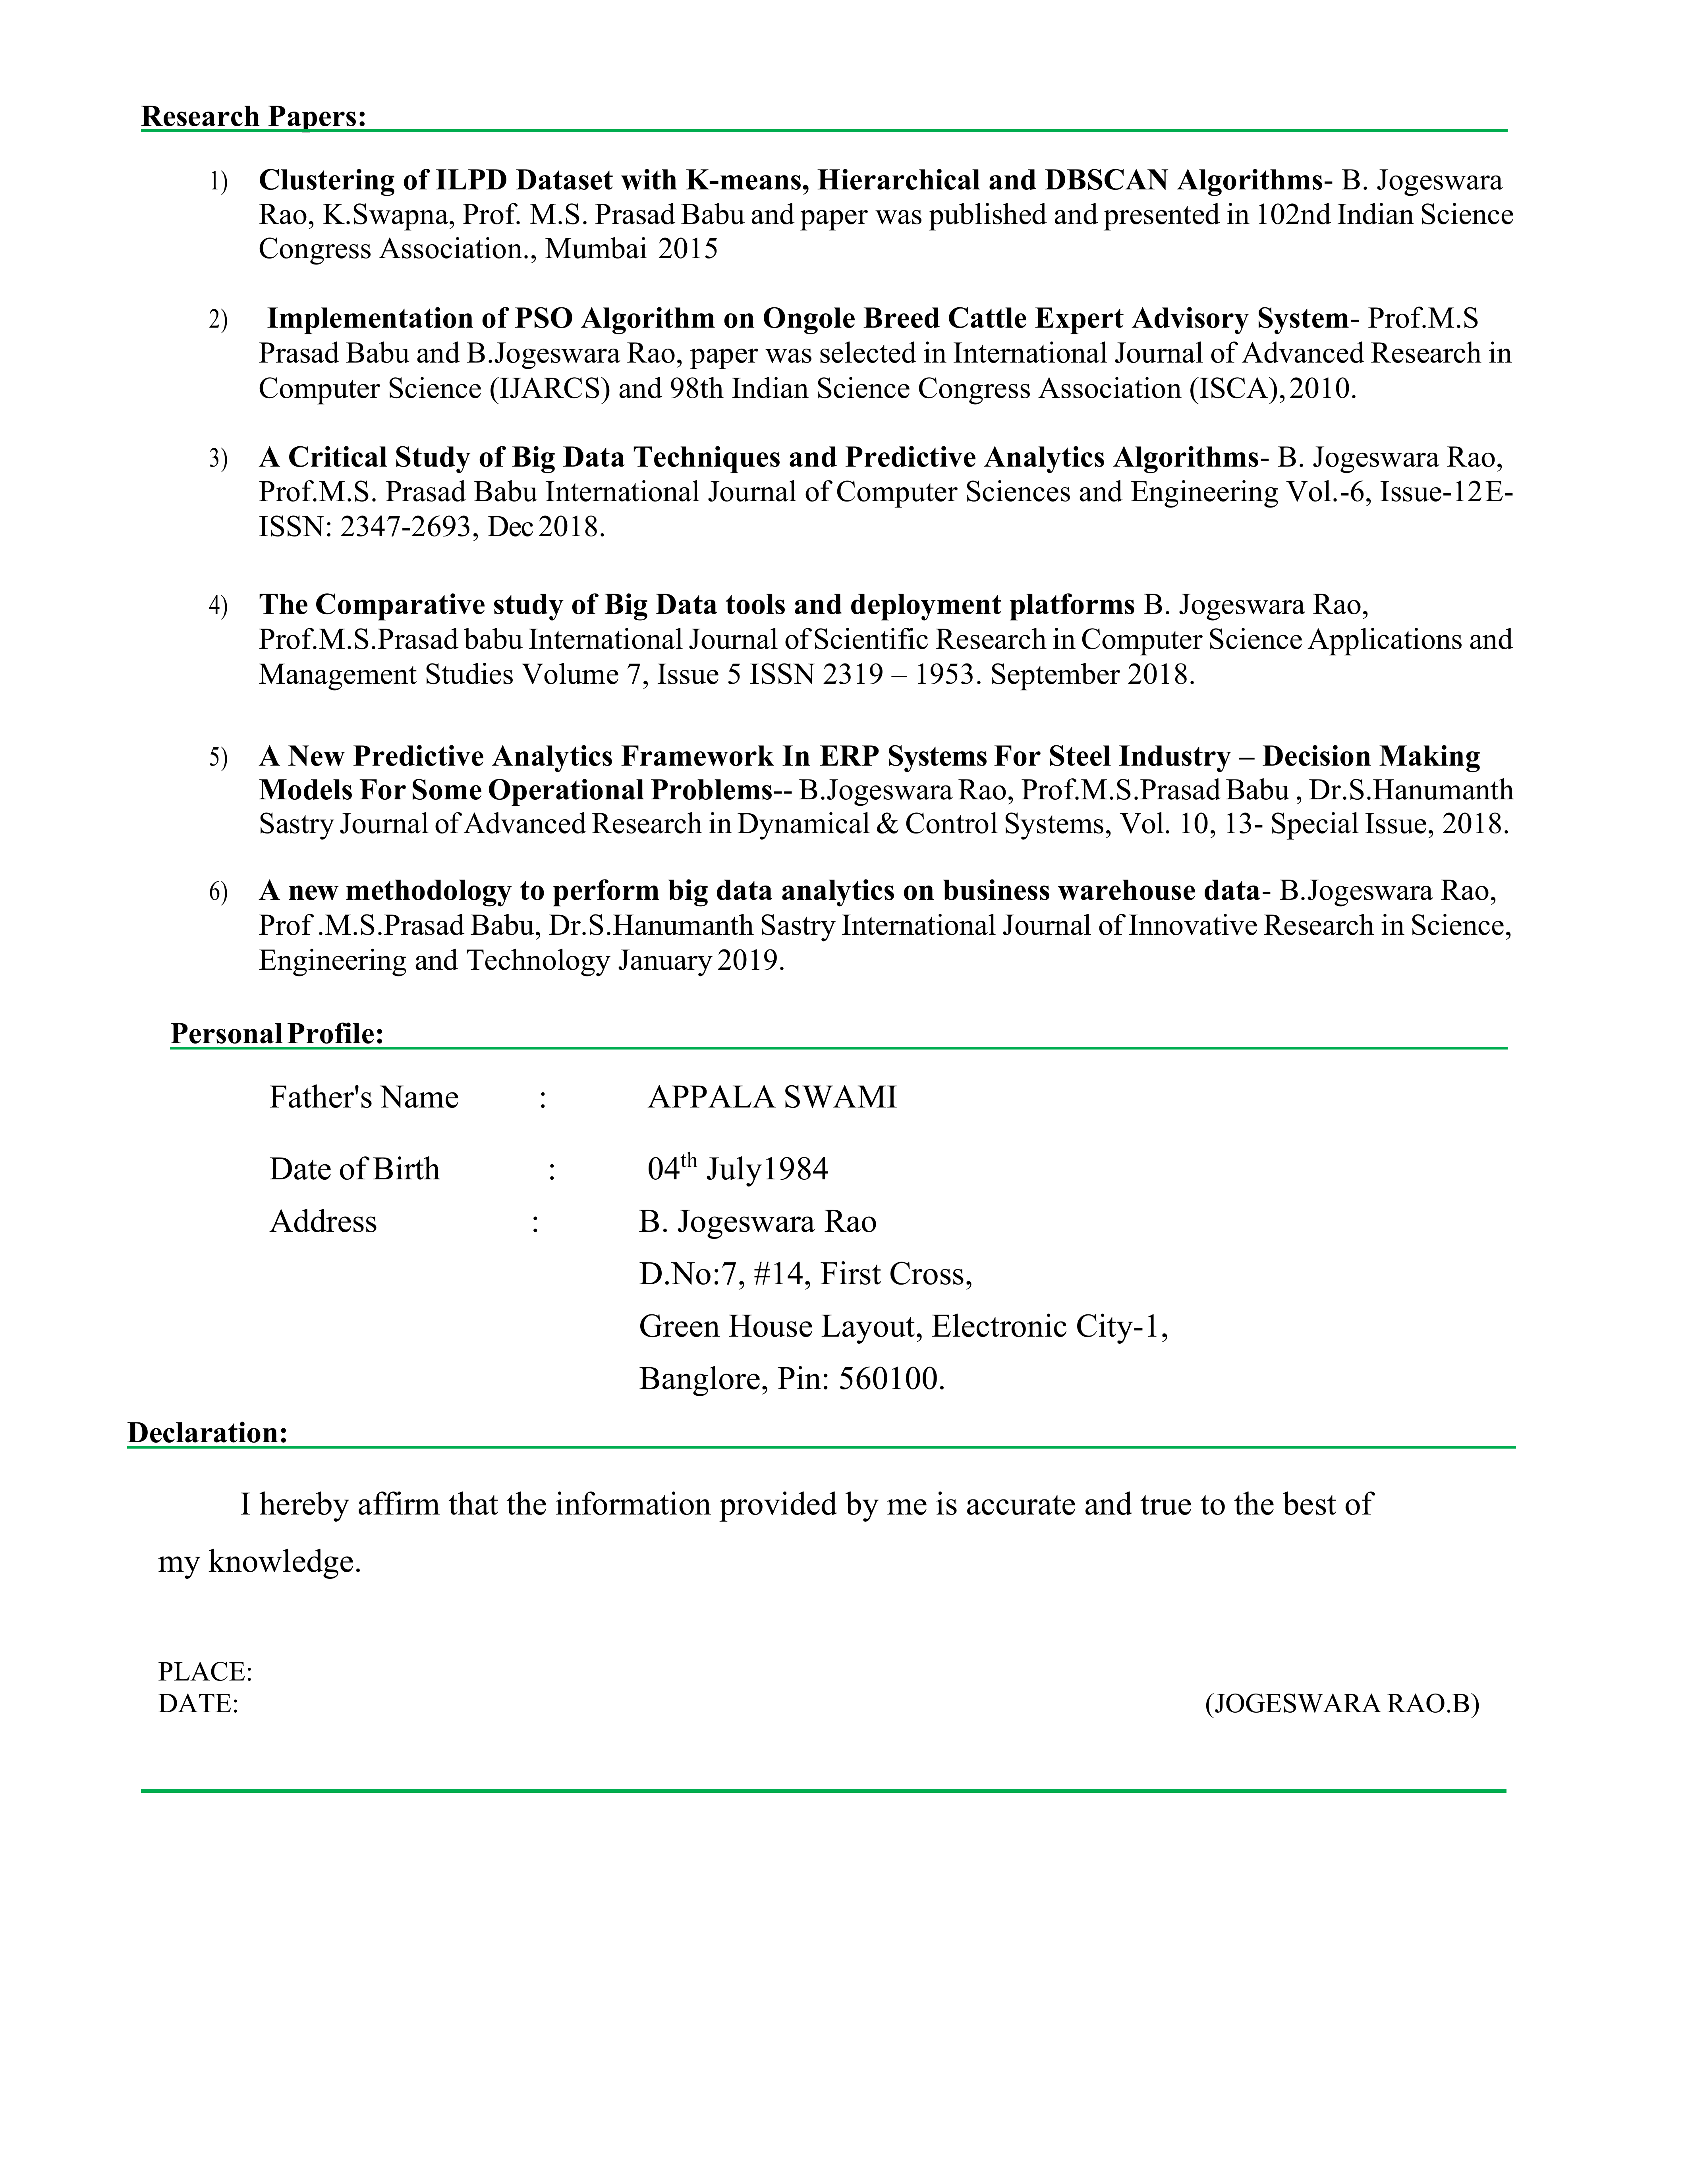 Research Papers:
1) Clustering of ILPD Dataset with K-means, Hierarchical and DBSCAN Algorithms- B. Jogeswara
Rao, K.Swapna, Prof. M.S. Prasad Babu and paper was published and presented in 102nd Indian Science
Congress Association., Mumbai 2015
2) Implementation of PSO Algorithm on Ongole Breed Cattle Expert Advisory System- Prof.M.S
Prasad Babu and B.Jogeswara Rao, paper was selected in International Journal of Advanced Research in
Computer Science (IJARCS) and 98th Indian Science Congress Association (ISCA), 2010.
3) A Critical Study of Big Data Techniques and Predictive Analytics Algorithms- B. Jogeswara Rao,
Prof.M.S. Prasad Babu International Journal of Computer Sciences and Engineering Vol.-6, Issue-12 E-
ISSN: 2347-2693, Dec 2018.
4) The Comparative study of Big Data tools and deployment platforms B. Jogeswara Rao,
Prof.M.S.Prasad babu International Journal of Scientific Research in Computer Science Applications and
Management Studies Volume 7, Issue 5 ISSN 2319 – 1953. September 2018.
5) A New Predictive Analytics Framework In ERP Systems For Steel Industry – Decision Making
Models For Some Operational Problems-- B.Jogeswara Rao, Prof.M.S.Prasad Babu , Dr.S.Hanumanth
Sastry Journal of Advanced Research in Dynamical & Control Systems, Vol. 10, 13- Special Issue, 2018.
6) A new methodology to perform big data analytics on business warehouse data- B.Jogeswara Rao,
Prof .M.S.Prasad Babu, Dr.S.Hanumanth Sastry International Journal of Innovative Research in Science,
Engineering and Technology January 2019.
Personal Profile:
Father's Name : APPALA SWAMI
Date of Birth : 04th July1984
Address : B. Jogeswara Rao
D.No:7, #14, First Cross,
Green House Layout, Electronic City-1,
Banglore, Pin: 560100.
Declaration:
I hereby affirm that the information provided by me is accurate and true to the best of
my knowledge.
PLACE:
DATE: (JOGESWARA RAO.B)